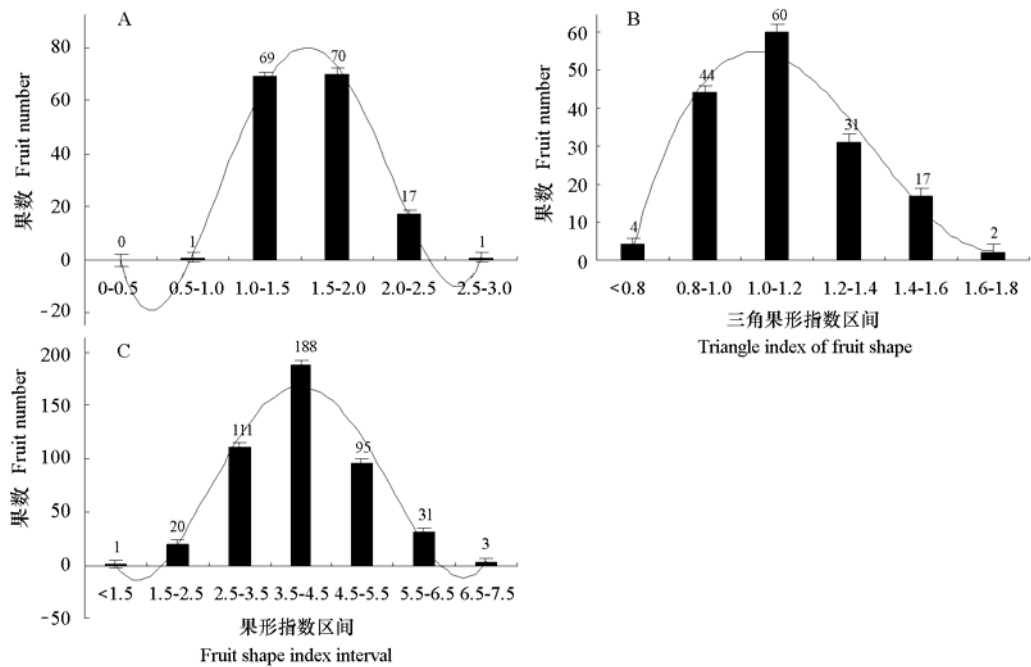 A
果数 Fruit number
80
60
40
20
0
-20
0
1
69
70
17
1
0-0.5 0.5-1.0 1.0-1.5 1.5-2.0 2.0-2.5 2.5-3.0
B
果数 Fruit number
60
50
40
30
20
10
0
4
44
60
31
17
2
<0.8 0.8-1.0 1.0-1.2 1.2-1.4 1.4-1.6 1.6-1.8
三角果形指数区间
Triangle index of fruit shape
C
果数 Fruit number
200
150
100
50
0
-50
1
20
111
188
95
31
3
<1.5 1.5-2.5 2.5-3.5 3.5-4.5 4.5-5.5 5.5-6.5 6.5-7.5
果形指数区间
Fruit shape index interval